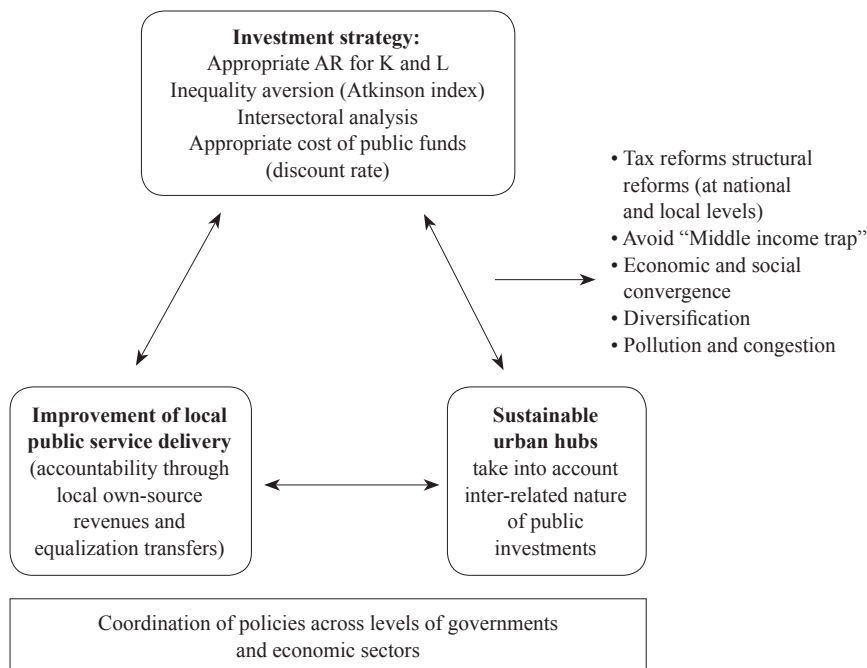 Investment strategy:
Appropriate AR for K and L
Inequality aversion (Atkinson index)
Intersectoral analysis
Appropriate cost of public funds
(discount rate)
• Tax reforms structural
reforms (at national
and local levels)
• Avoid “Middle income trap”
• Economic and social
convergence
• Diversification
• Pollution and congestion
Improvement of local
public service delivery
(accountability through
local own-source
revenues and
equalization transfers)
Sustainable
urban hubs
take into account
inter-related nature
of public
investments
Coordination of policies across levels of governments
and economic sectors